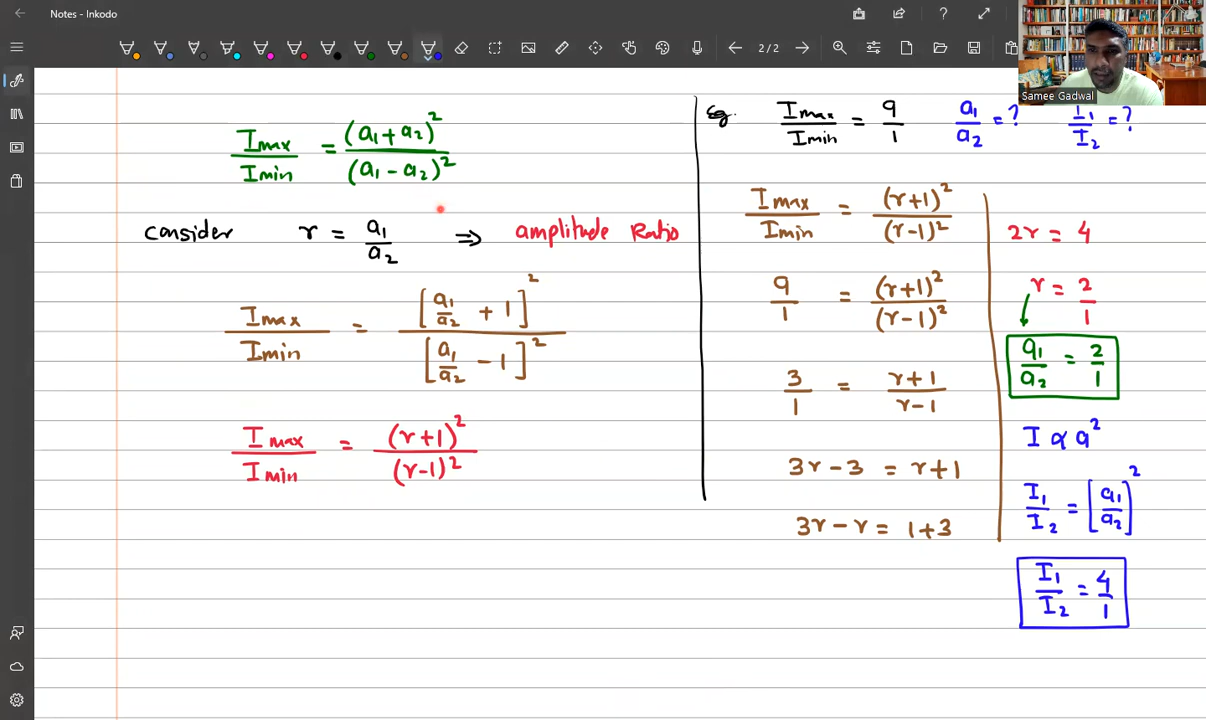 Notes - Inkodo
2/2
Samee Gadwal
Imax/Imin = (a₁+a₂)²/(a₁-a₂)²
consider r = a₁/a₂ ⇒ amplitude Ratio
Imax/Imin = [a₁/a₂ + 1]²/[a₁/a₂ - 1]²
Imax/Imin = (r+1)²/(r-1)²
Eg. Imax/Imin = 9/1 a₁/a₂ = ? I₁/I₂ = ?
Imax/Imin = (r+1)²/(r-1)²
9/1 = (r+1)²/(r-1)²
3/1 = r+1/r-1
3r-3 = r+1
3r-r = 1+3
2r = 4
r = 2/1
a₁/a₂ = 2/1
I ∝ a²
I₁/I₂ = [a₁/a₂]²
I₁/I₂ = 4/1